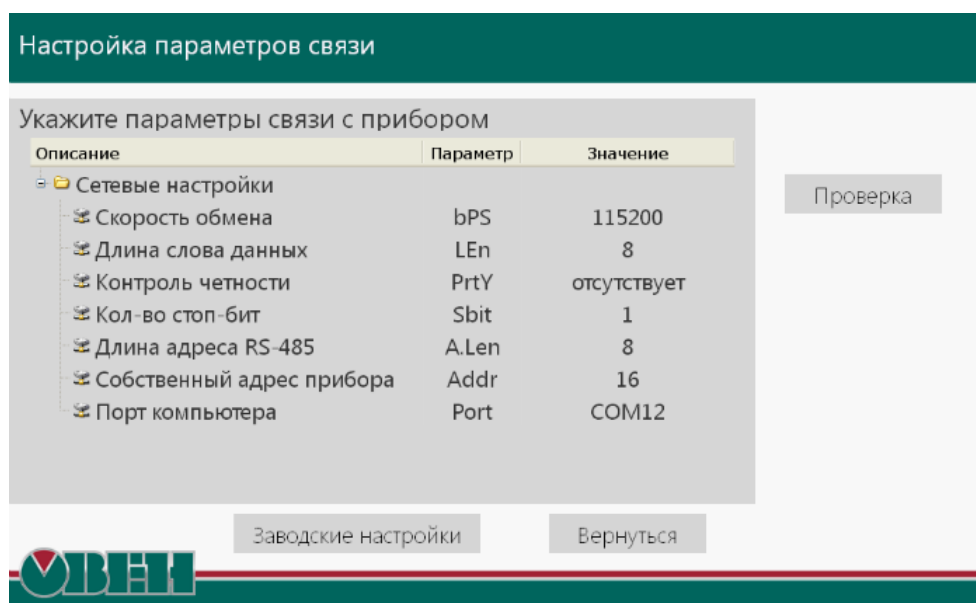 Настройка параметров связи
Укажите параметры связи с прибором
Описание Параметр Значение
Сетевые настройки
Скорость обмена bPS 115200
Длина слова данных LEn 8
Контроль четности PrtY отсутствует
Кол-во стоп-бит Sbit 1
Длина адреса RS-485 A.Len 8
Собственный адрес прибора Addr 16
Порт компьютера Port COM12
Проверка
Заводские настройки Вернуться
ОВЕН